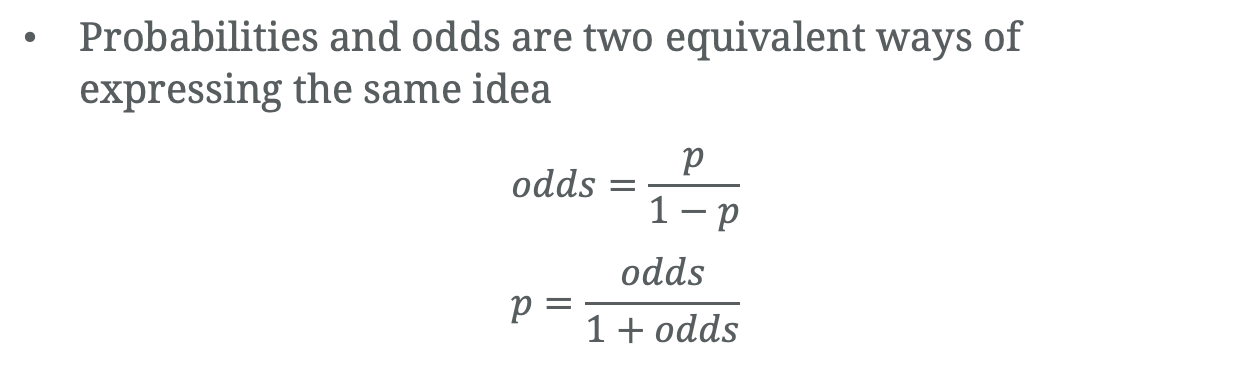 • Probabilities and odds are two equivalent ways of
expressing the same idea
odds = p / (1 − p)
p = odds / (1 + odds)